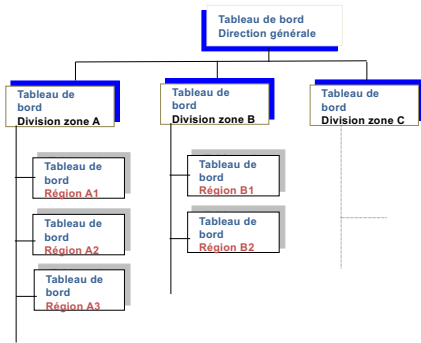 Tableau de bord
Direction générale
Tableau de
bord
Division zone A
Tableau de
bord
Région A1
Tableau de
bord
Région A2
Tableau de
bord
Région A3
Tableau de
bord
Division zone B
Tableau de
bord
Région B1
Tableau de
bord
Région B2
Tableau de
bord
Division zone C